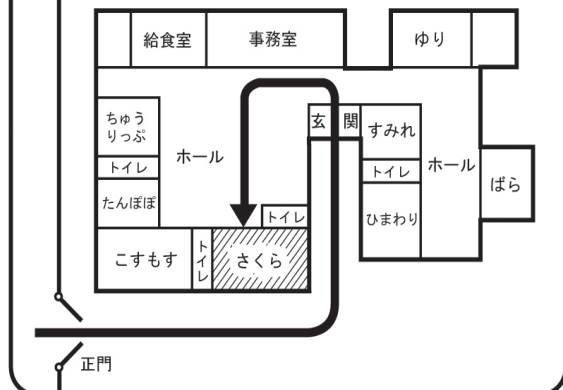 給食室
事務室
ゆり
ちゅう
りっぷ
トイレ
たんぽぽ
ホール
玄関
すみれ
トイレ
ひまわり
ホール
ばら
トイレ
こすもす
トイレ
さくら
正門